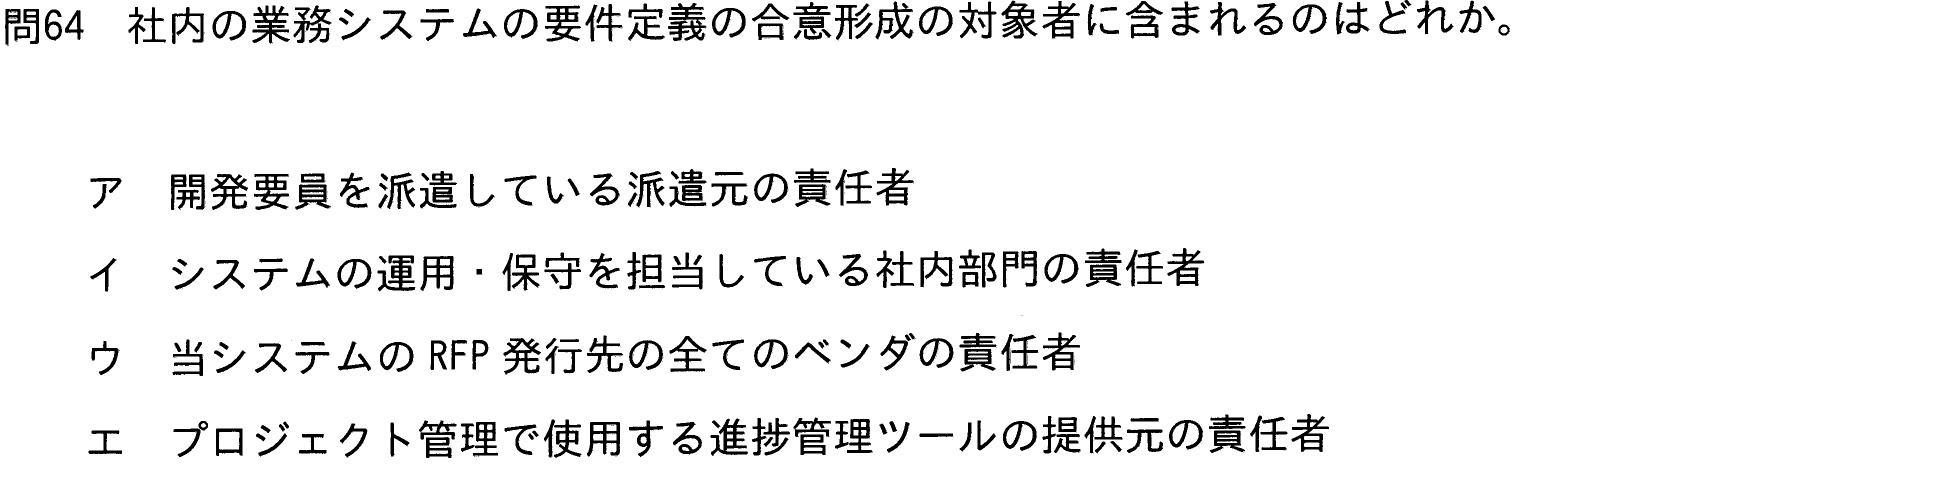 問64 社内の業務システムの要件定義の合意形成の対象者に含まれるのはどれか。
ア 開発要員を派遣している派遣元の責任者
イ システムの運用・保守を担当している社内部門の責任者
ウ 当システムの RFP 発行先の全てのベンダの責任者
エ プロジェクト管理で使用する進捗管理ツールの提供元の責任者